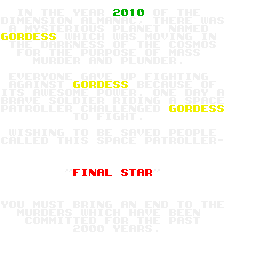 IN THE YEAR 2010 OF THE
DIMENSION ALMANAC. THERE WAS
A MYSTERIOUS PLANET NAMED
GORDESS WHICH WAS MOVING IN
THE DARKNESS OF THE COSMOS
FOR THE PURPOSE OF MASS
MURDER AND PLUNDER.
EVERYONE GAVE UP FIGHTING
AGAINST GORDESS BECAUSE OF
ITS AWESOME POWER. ONE DAY A
BRAVE SOLDIER RIDING A SPACE
PATROLLER CHALLENGED GORDESS
TO FIGHT.
WISHING TO BE SAVED PEOPLE
CALLED THIS SPACE PATROLLER-
FINAL STAR
YOU MUST BRING AN END TO THE
MURDERS WHICH HAVE BEEN
COMMITTED FOR THE PAST
2000 YEARS.